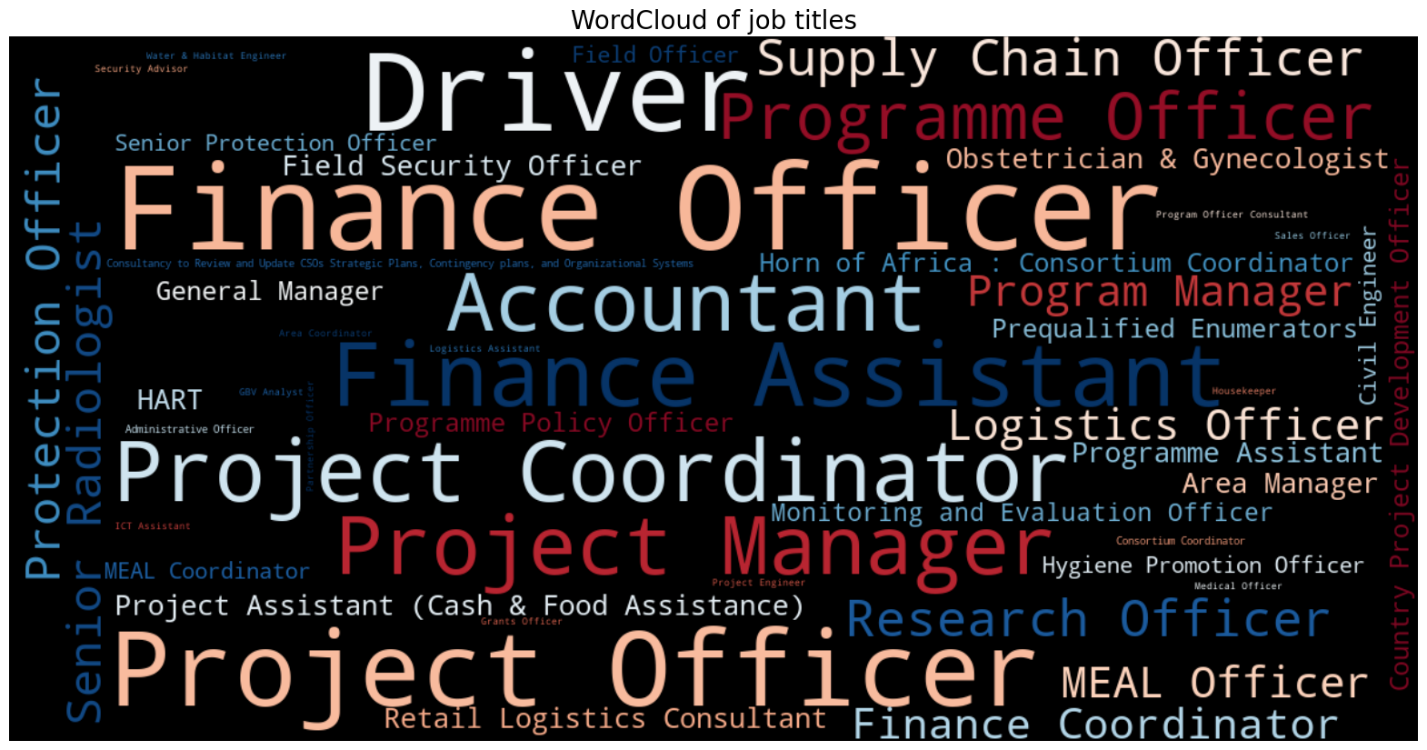 WordCloud of job titles
Water & Habitat Engineer
Security Advisor
Driver
Field Officer
Supply Chain Officer
Programme Officer
Senior Protection Officer
Field Security Officer
Obstetrician & Gynecologist
Finance Officer
Program Officer Consultant
Sales Officer
Consultancy to Review and Update CSOs Strategic Plans, Contingency plans, and Organizational Systems
Horn of Africa : Consortium Coordinator
General Manager
Accountant
Program Manager
Area Coordinator
Logistics Assistant
Prequalified Enumerators
Finance Assistant
GBV Analyst
Housekeeper
HART
Programme Policy Officer
Logistics Officer
Administrative Officer
Partnership Officer
Project Coordinator
Programme Assistant
Area Manager
ICT Assistant
Project Manager
Monitoring and Evaluation Officer
Consortium Coordinator
MEAL Coordinator
Hygiene Promotion Officer
Project Engineer
Medical Officer
Project Assistant (Cash & Food Assistance)
Grants Officer
Research Officer
Project Officer
MEAL Officer
Retail Logistics Consultant
Finance Coordinator
Protection Officer
Senior Radiologist
Civil Engineer
Country Project Development Officer